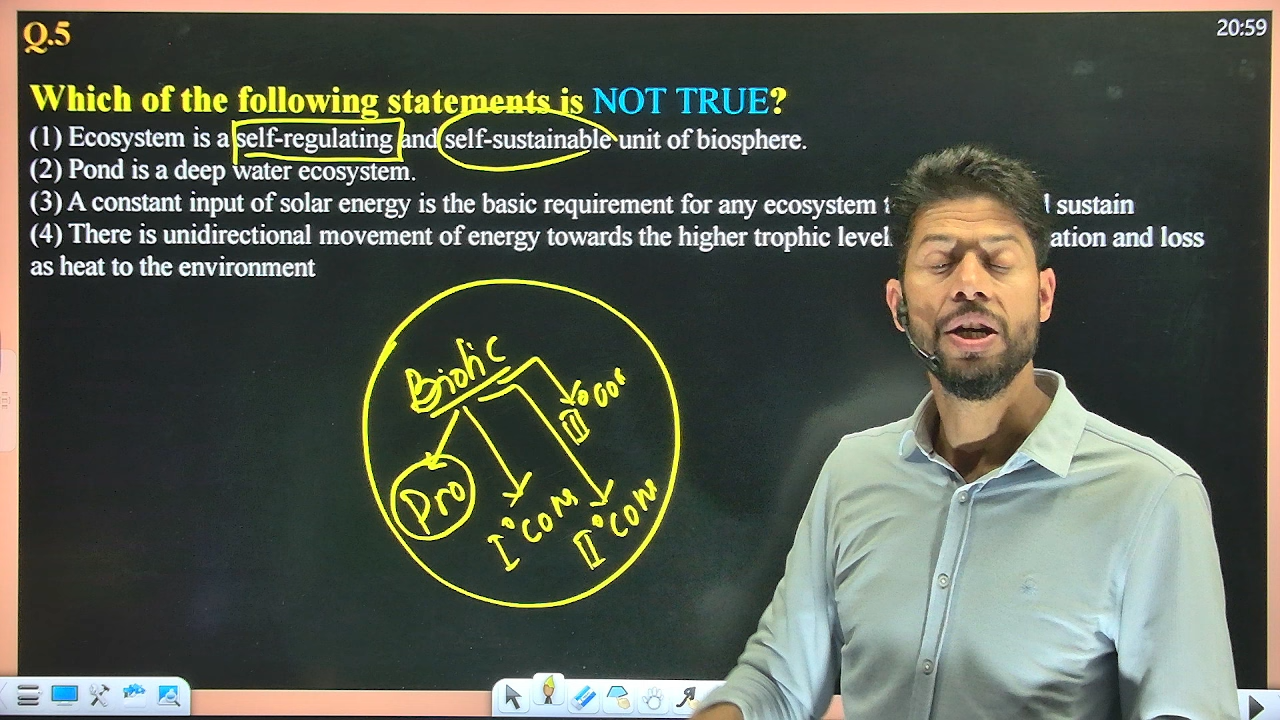 Q.5
20:59
Which of the following statements is NOT TRUE?
(1) Ecosystem is a self-regulating and self-sustainable unit of biosphere.
(2) Pond is a deep water ecosystem.
(3) A constant input of solar energy is the basic requirement for any ecosystem sustain
(4) There is unidirectional movement of energy towards the higher trophic level and loss
as heat to the environment
Biotic
Pro
I° Com
II° Com